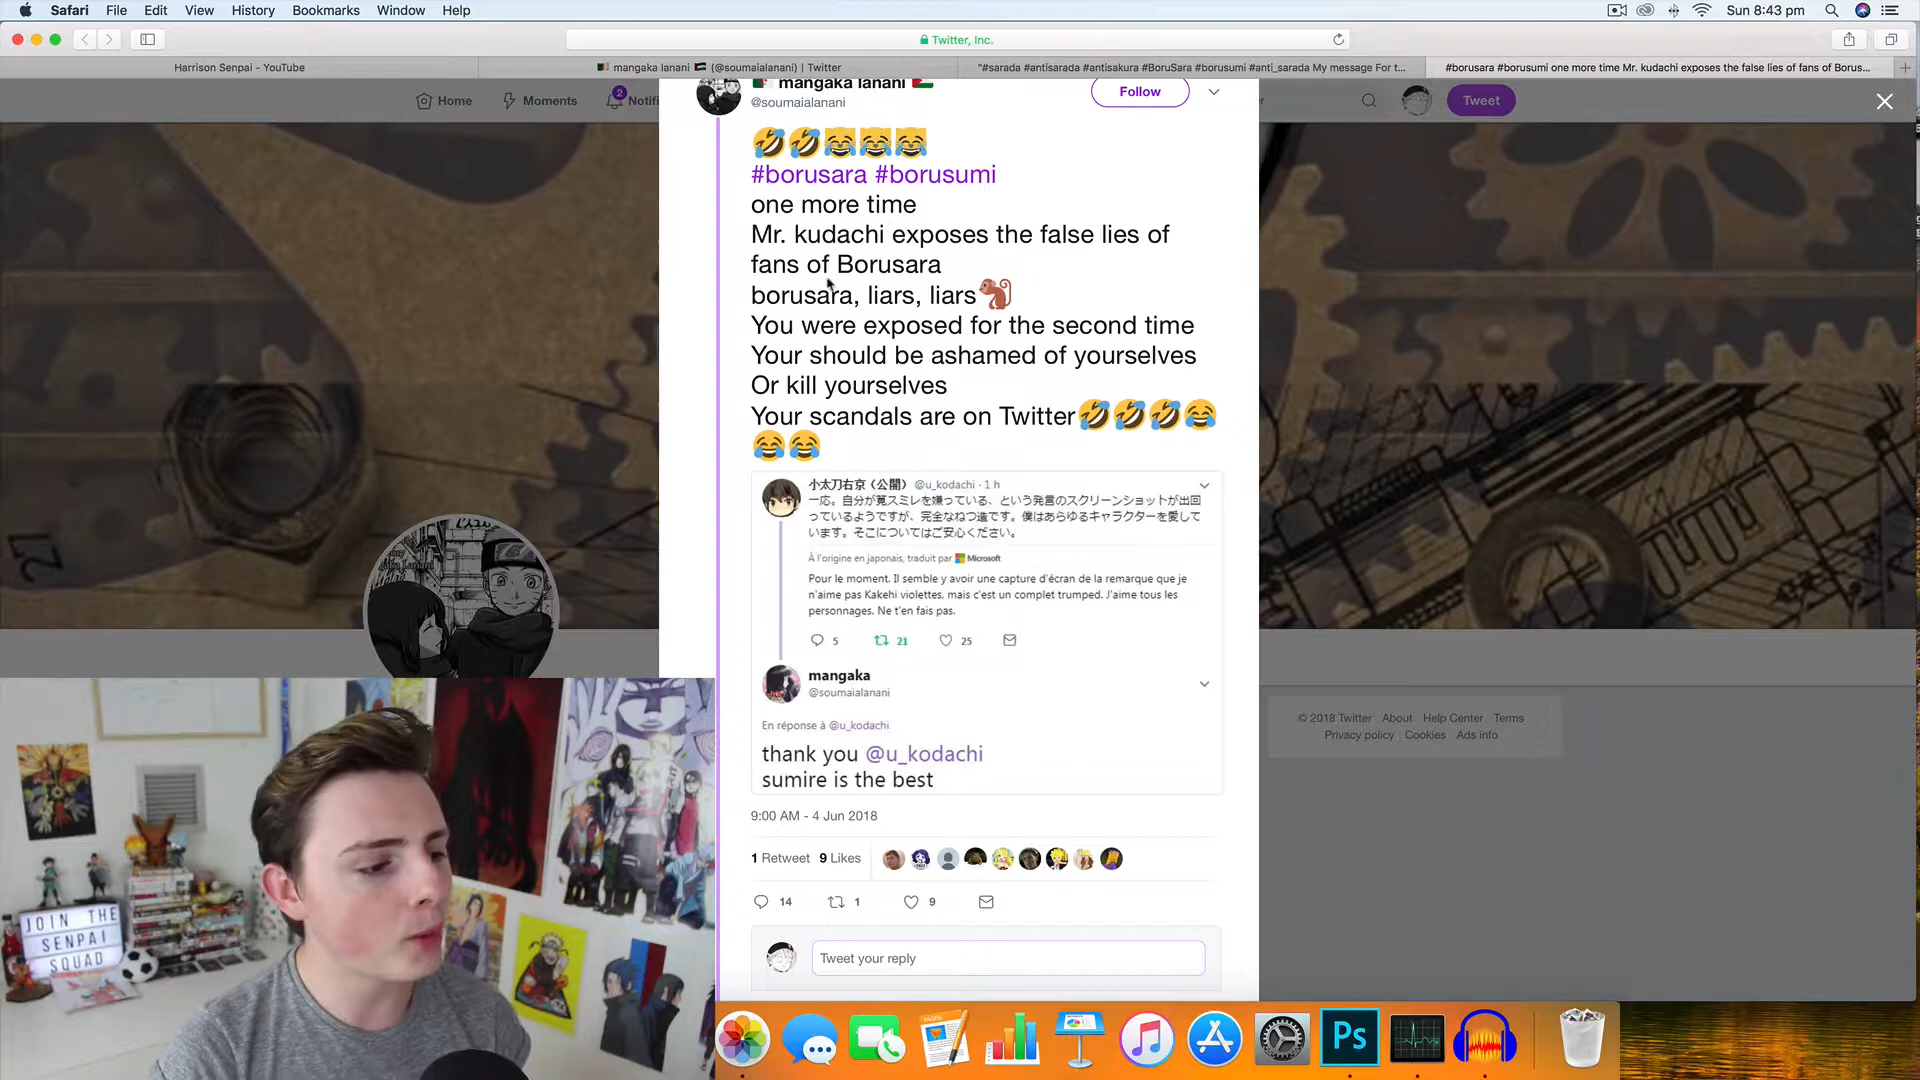 Safari File Edit View History Bookmarks Window Help
Sun 8:43 pm
Twitter, Inc.
Harrison Senpai - YouTube
mangaka lanani (@soumaialanani) | Twitter
"#sarada #antisarada #antisakura #BoruSara #borusumi #anti_sarada My message For t...
#borasara #borusumi one more time Mr. kudachi exposes the false lies of fans of Borus...
Home
Moments
2
Notifi
Tweet
mangaka lanani
@soumaialanani
Follow
#borusara #borusumi
one more time
Mr. kudachi exposes the false lies of
fans of Borusara
borusara, liars, liars
You were exposed for the second time
Your should be ashamed of yourselves
Or kill yourselves
Your scandals are on Twitter
小太刀右京（公開） @u_kodachi · 1 h
一応。自分が筧スミレを嫌っている、という発言のスクリーンショットが出回
っているようですが、完全なねつ造です。僕はあらゆるキャラクターを愛して
います。そこについてはご安心ください。
À l'origine en japonais, traduit par Microsoft
Pour le moment. Il semble y avoir une capture d'écran de la remarque que je
n'aime pas Kakehi violettes, mais c'est un complet trumped. J'aime tous les
personnages. Ne t'en fais pas.
5 21 25
mangaka
@soumaialanani
En réponse à @u_kodachi
thank you @u_kodachi
sumire is the best
9:00 AM - 4 Jun 2018
1 Retweet 9 Likes
14 1 9
Tweet your reply
© 2018 Twitter About Help Center Terms
Privacy policy Cookies Ads info
JOIN THE
SENPAI
SQUAD
PAGES
Ps